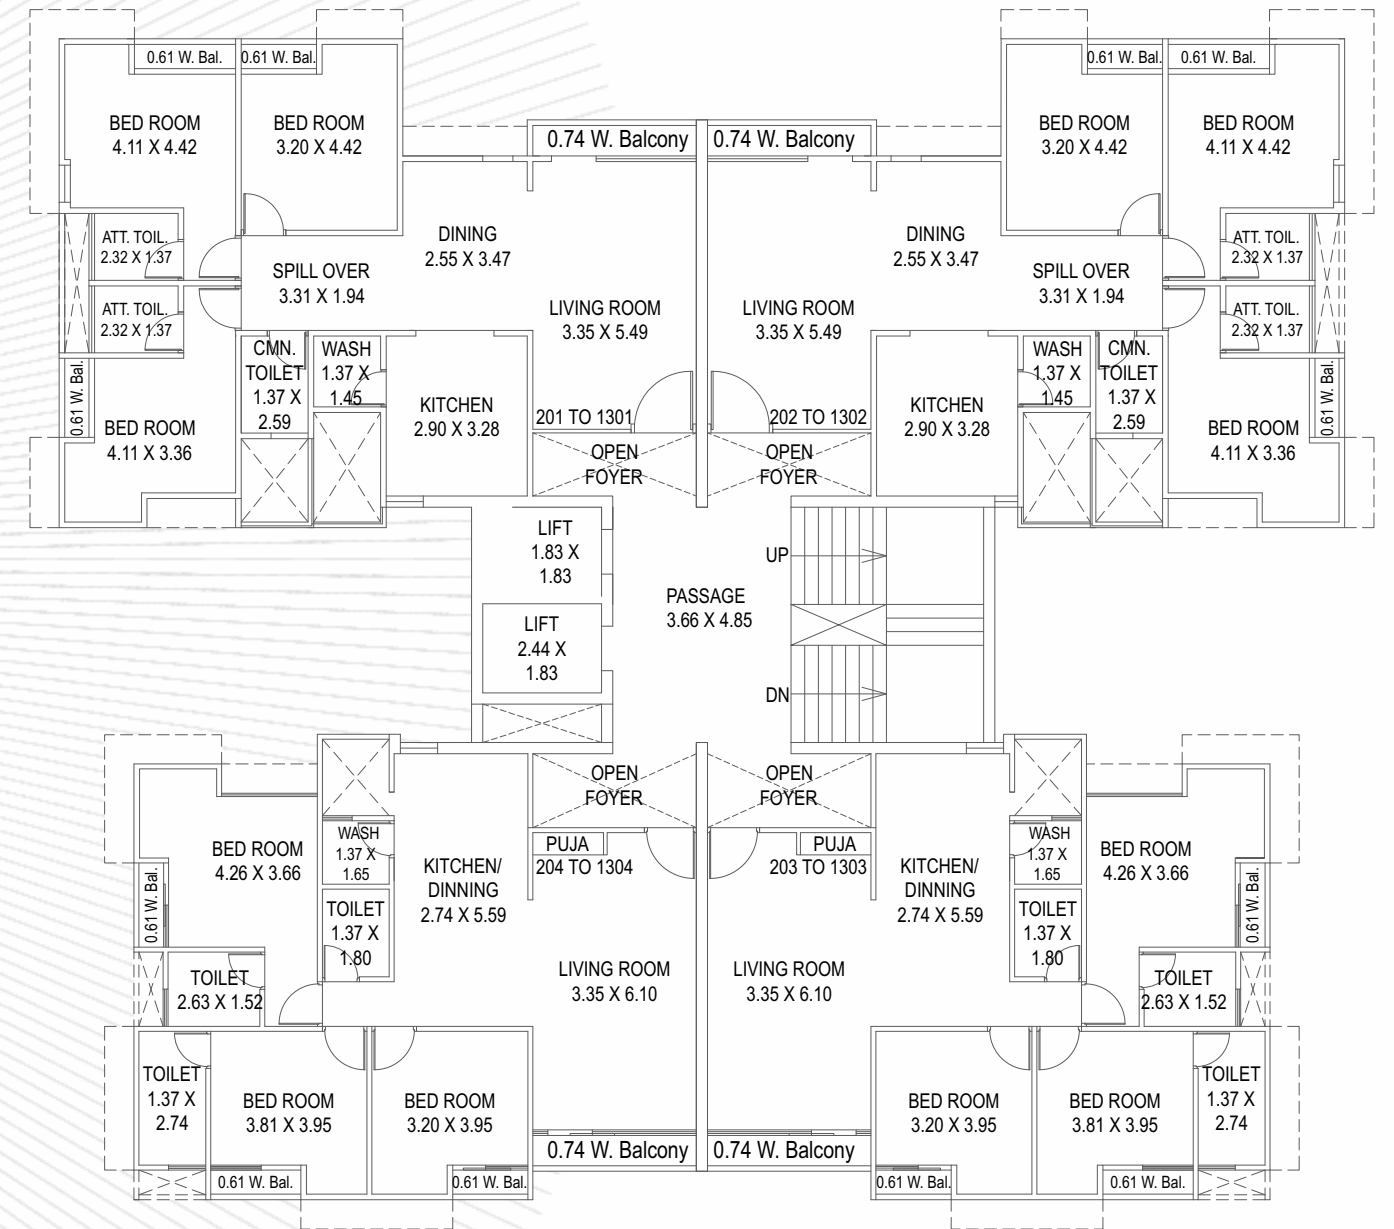 0.61 W. Bal.
0.61 W. Bal.
0.61 W. Bal.
0.61 W. Bal.
BED ROOM
4.11 X 4.42
BED ROOM
3.20 X 4.42
0.74 W. Balcony
0.74 W. Balcony
BED ROOM
3.20 X 4.42
BED ROOM
4.11 X 4.42
ATT. TOIL.
2.32 X 1.37
DINING
2.55 X 3.47
DINING
2.55 X 3.47
ATT. TOIL.
2.32 X 1.37
SPILL OVER
3.31 X 1.94
SPILL OVER
3.31 X 1.94
ATT. TOIL.
2.32 X 1.37
LIVING ROOM
3.35 X 5.49
LIVING ROOM
3.35 X 5.49
ATT. TOIL.
2.32 X 1.37
0.61 W. Bal.
CMN.
TOILET
1.37 X
2.59
WASH
1.37 X
1.45
WASH
1.37 X
1.45
CMN.
TOILET
1.37 X
2.59
0.61 W. Bal.
BED ROOM
4.11 X 3.36
KITCHEN
2.90 X 3.28
201 TO 1301
202 TO 1302
KITCHEN
2.90 X 3.28
BED ROOM
4.11 X 3.36
OPEN
FOYER
OPEN
FOYER
LIFT
1.83 X
1.83
UP
PASSAGE
3.66 X 4.85
LIFT
2.44 X
1.83
DN
OPEN
FOYER
OPEN
FOYER
BED ROOM
4.26 X 3.66
WASH
1.37 X
1.65
KITCHEN/
DINNING
2.74 X 5.59
PUJA
204 TO 1304
PUJA
203 TO 1303
KITCHEN/
DINNING
2.74 X 5.59
WASH
1.37 X
1.65
BED ROOM
4.26 X 3.66
0.61 W. Bal.
TOILET
1.37 X
1.80
TOILET
1.37 X
1.80
0.61 W. Bal.
TOILET
2.63 X 1.52
LIVING ROOM
3.35 X 6.10
LIVING ROOM
3.35 X 6.10
TOILET
2.63 X 1.52
TOILET
1.37 X
2.74
BED ROOM
3.81 X 3.95
BED ROOM
3.20 X 3.95
BED ROOM
3.20 X 3.95
BED ROOM
3.81 X 3.95
TOILET
1.37 X
2.74
0.74 W. Balcony
0.74 W. Balcony
0.61 W. Bal.
0.61 W. Bal.
0.61 W. Bal.
0.61 W. Bal.